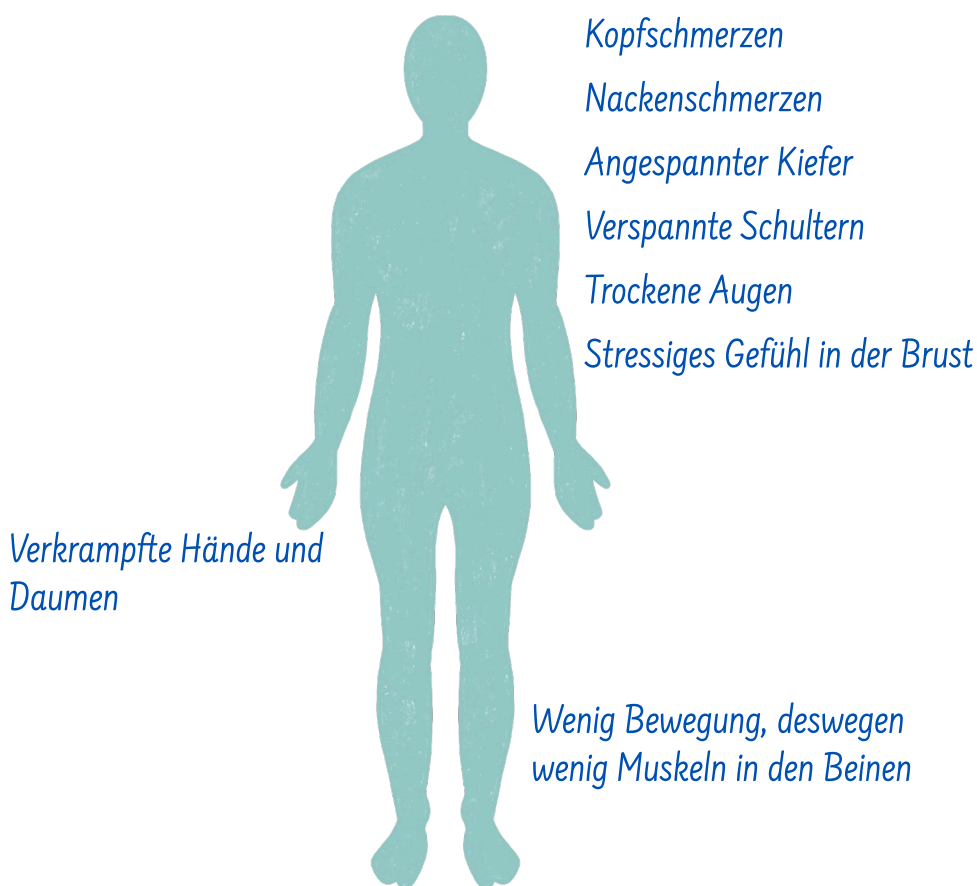 Kopfschmerzen
Nackenschmerzen
Angespannter Kiefer
Verspannte Schultern
Trockene Augen
Stressiges Gefühl in der Brust
Verkrampfte Hände und
Daumen
Wenig Bewegung, deswegen
wenig Muskeln in den Beinen